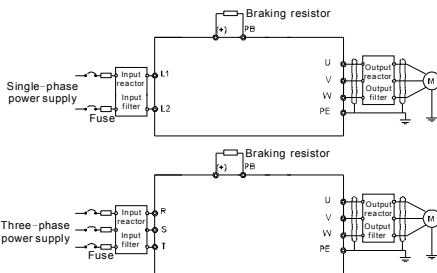 Braking resistor
(+) PB
Single-phase
power supply
Fuse
Input
reactor
Input
filter
L1
L2
U
V
W
PE
Output
reactor
Output
filter
M
Braking resistor
(+) PB
Three-phase
power supply
Fuse
Input
reactor
Input
filter
R
S
T
U
V
W
PE
Output
reactor
Output
filter
M